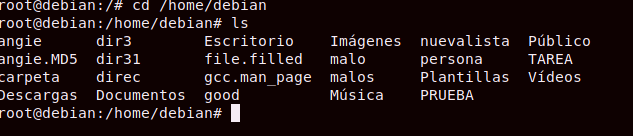 root@debian:/# cd /home/debian
root@debian:/home/debian# ls
angie dir3 Escritorio Imágenes nuevalista Público
angie.MD5 dir31 file.filled malo persona TAREA
carpeta direc gcc.man_page malos Plantillas Vídeos
Descargas Documentos good Música PRUEBA
root@debian:/home/debian#